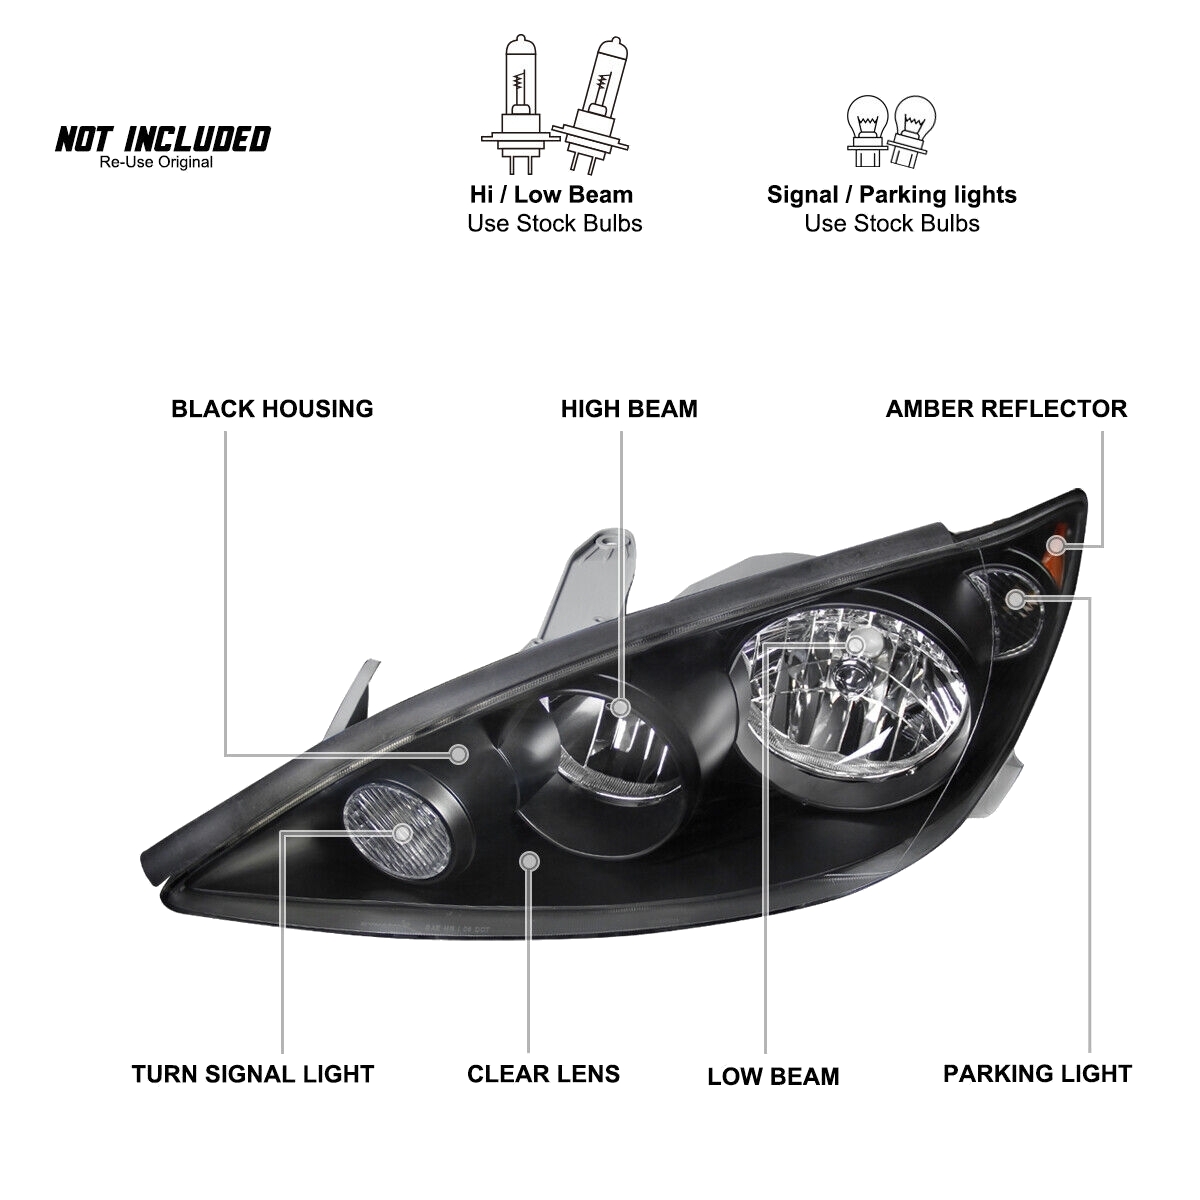 NOT INCLUDED
Re-Use Original
Hi / Low Beam
Use Stock Bulbs
Signal / Parking lights
Use Stock Bulbs
BLACK HOUSING
HIGH BEAM
AMBER REFLECTOR
TURN SIGNAL LIGHT
CLEAR LENS
LOW BEAM
PARKING LIGHT